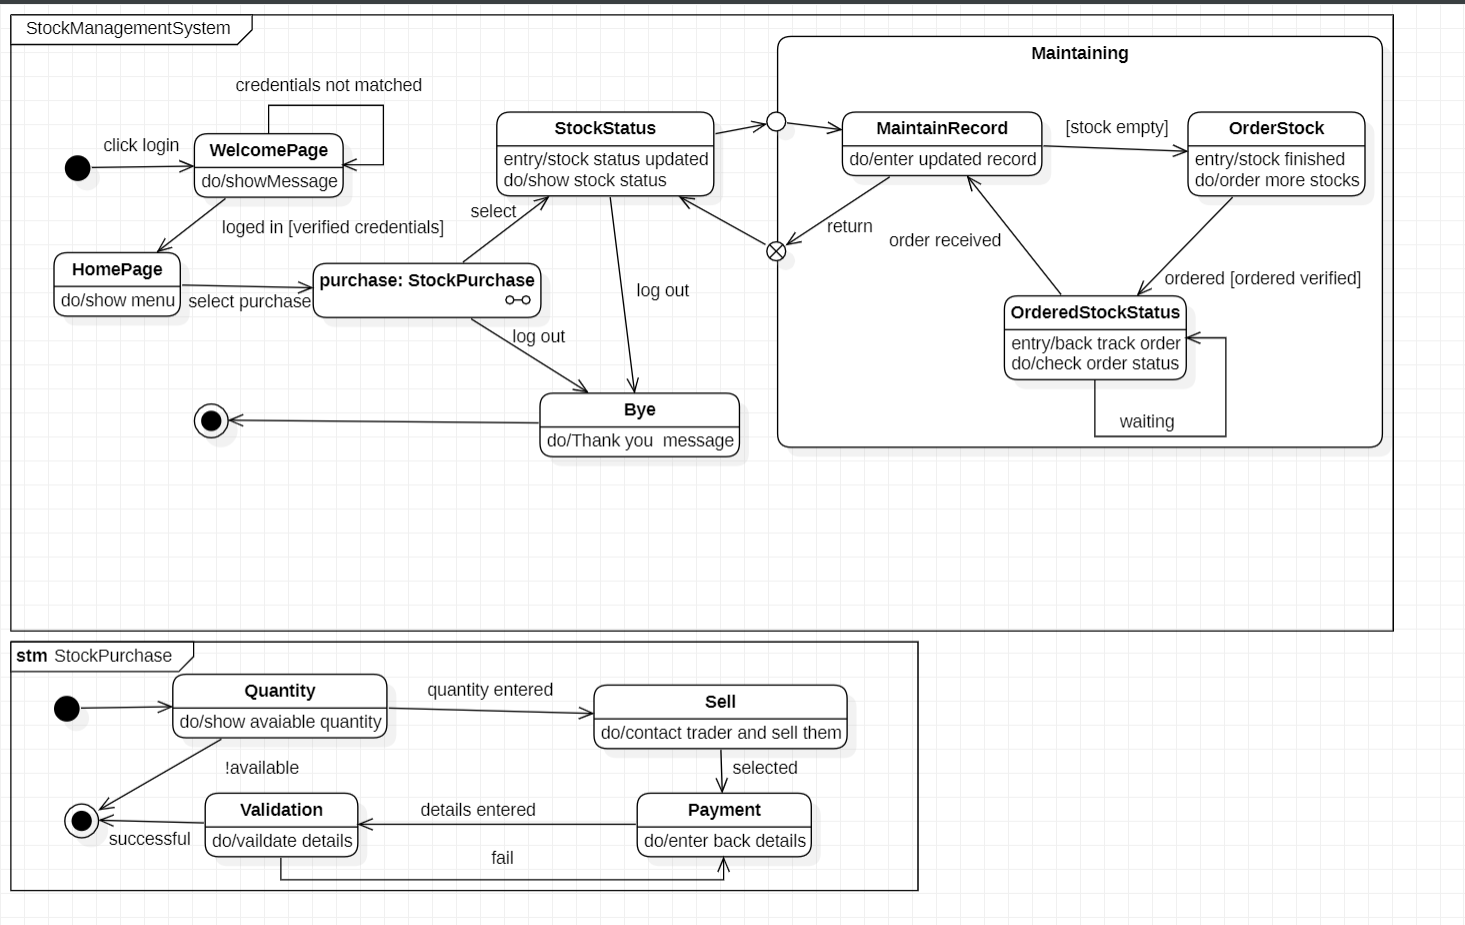 StockManagementSystem
Maintaining
credentials not matched
click login
WelcomePage
do/showMessage
StockStatus
entry/stock status updated
do/show stock status
MaintainRecord
do/enter updated record
[stock empty]
OrderStock
entry/stock finished
do/order more stocks
loged in [verified credentials]
select
return
order received
HomePage
do/show menu
select purchase
purchase: StockPurchase
log out
log out
ordered [ordered verified]
OrderedStockStatus
entry/back track order
do/check order status
waiting
Bye
do/Thank you  message
stm StockPurchase
Quantity
do/show avaiable quantity
quantity entered
Sell
do/contact trader and sell them
!available
selected
Validation
do/vaildate details
details entered
Payment
do/enter back details
successful
fail